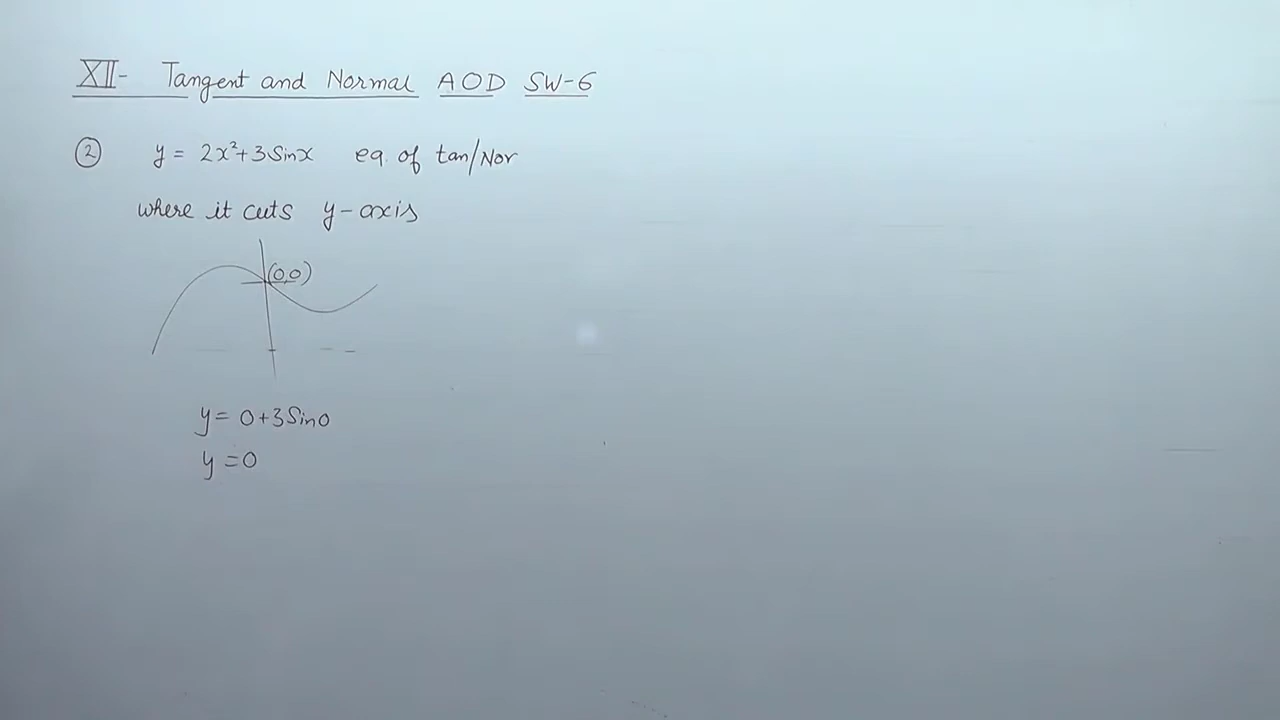 XII- Tangent and Normal AOD SW-6
② y = 2x²+3Sinx eq. of tan/Nor
where it cuts y-axis
(0,0)
y= 0+3Sin0
y=0